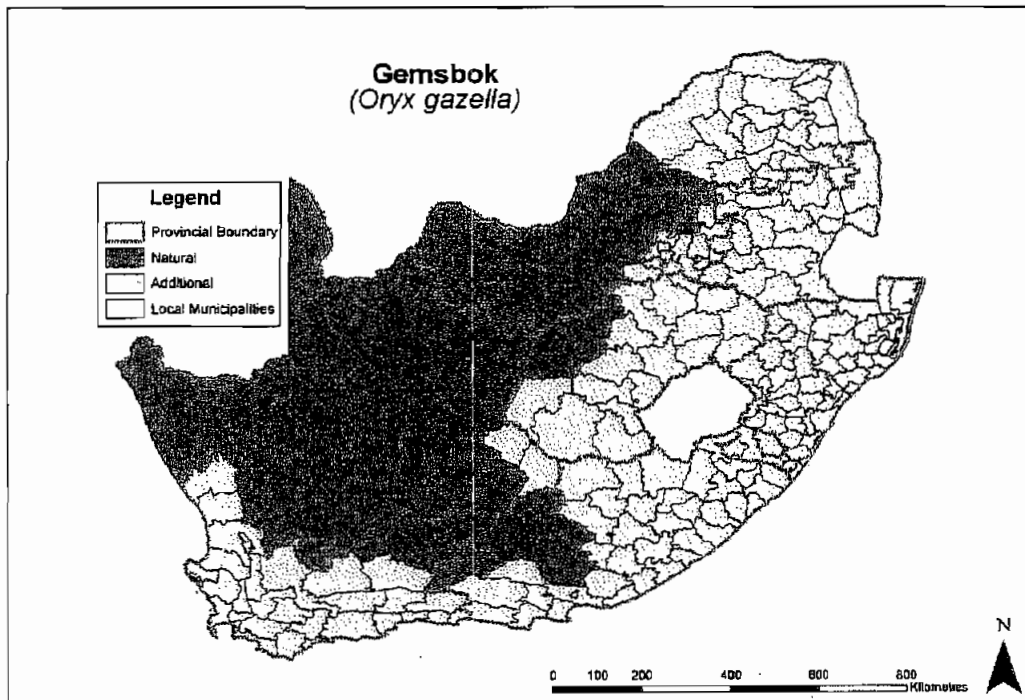 Gemsbok
(Oryx gazella)
Legend
Provincial Boundary
Natural
Additional
Local Municipalities
N
0 100 200 400 600 800
Kilometres